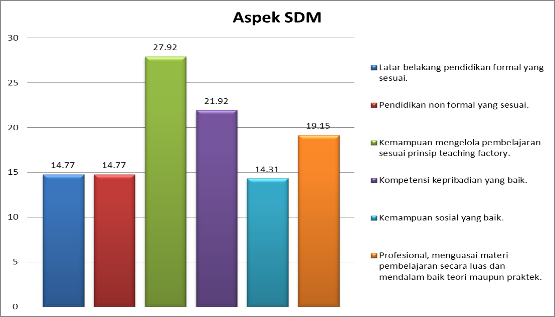 Aspek SDM
30
25
20
15
10
5
0
14.77
14.77
27.92
21.92
14.31
19.15
Latar belakang pendidikan formal yang
sesuai.
Pendidikan non formal yang sesuai.
Kemampuan mengelola pembelajaran
sesuai prinsip teaching factory.
Kompetensi kepribadian yang baik.
Kemampuan sosial yang baik.
Profesional, menguasai materi
pembelajaran secara luas dan
mendalam baik teori maupun praktek.